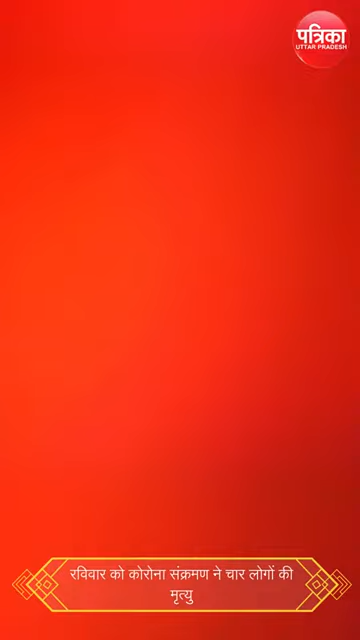 पत्रिका
UTTAR PRADESH
रविवार को कोरोना संक्रमण ने चार लोगों की
मृत्यु